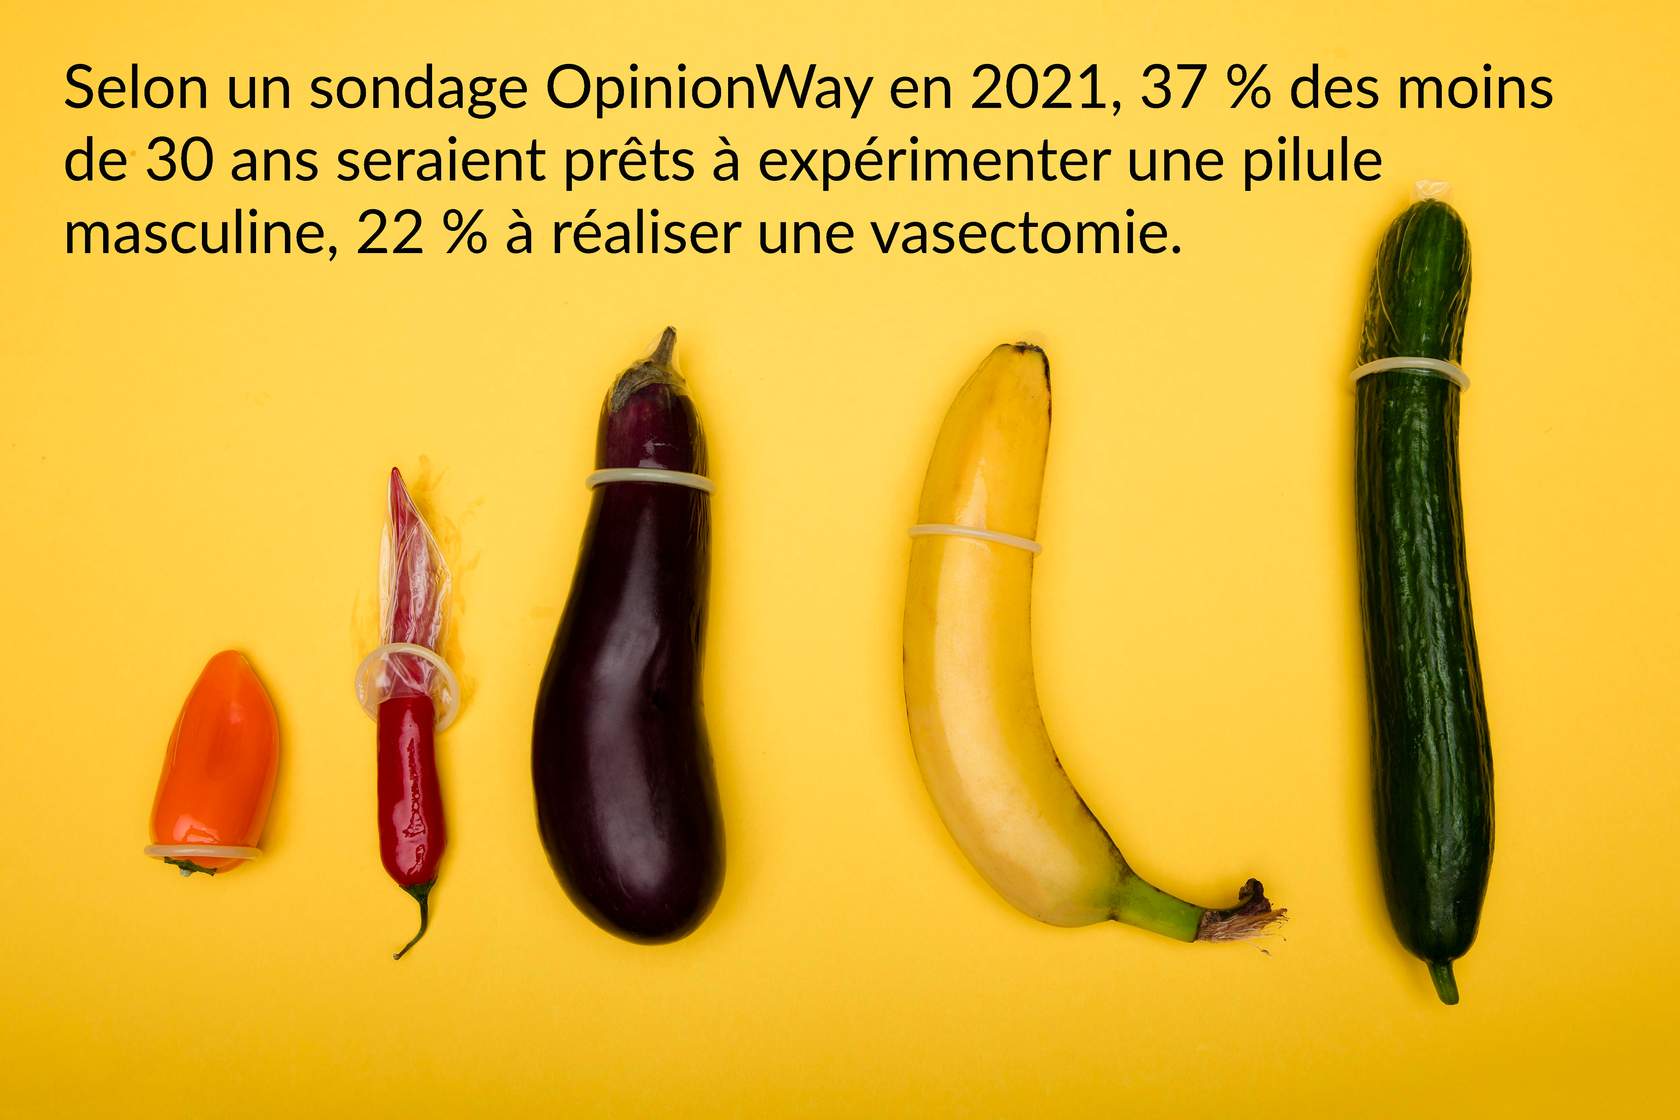 Selon un sondage OpinionWay en 2021, 37 % des moins
de 30 ans seraient prêts à expérimenter une pilule
masculine, 22 % à réaliser une vasectomie.